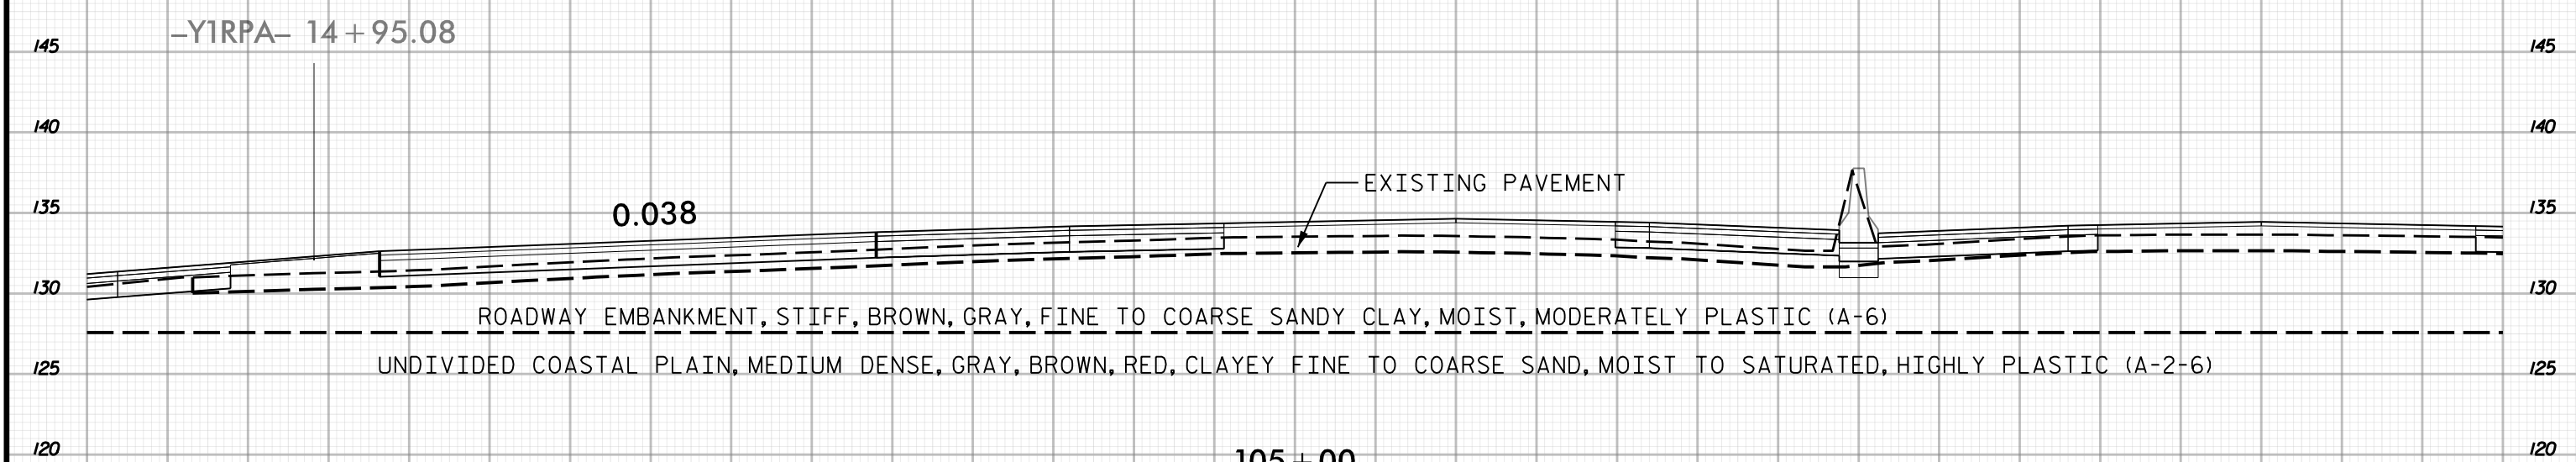 –Y1RPA– 14+95.08
145 145
140 140
EXISTING PAVEMENT
135 0.038 135
130 130
ROADWAY EMBANKMENT, STIFF, BROWN, GRAY, FINE TO COARSE SANDY CLAY, MOIST, MODERATELY PLASTIC (A-6)
UNDIVIDED COASTAL PLAIN, MEDIUM DENSE, GRAY, BROWN, RED, CLAYEY FINE TO COARSE SAND, MOIST TO SATURATED, HIGHLY PLASTIC (A-2-6)
125 125
120 120
105+00